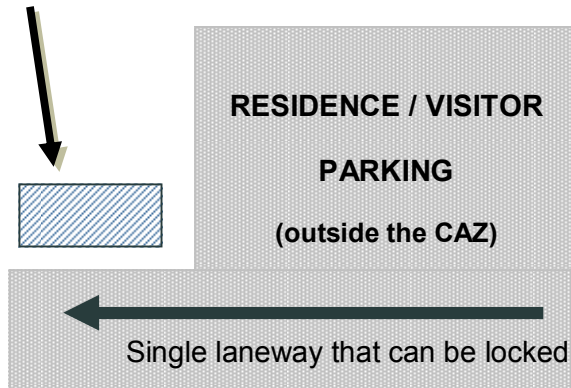 RESIDENCE / VISITOR
PARKING
(outside the CAZ)
Single laneway that can be locked